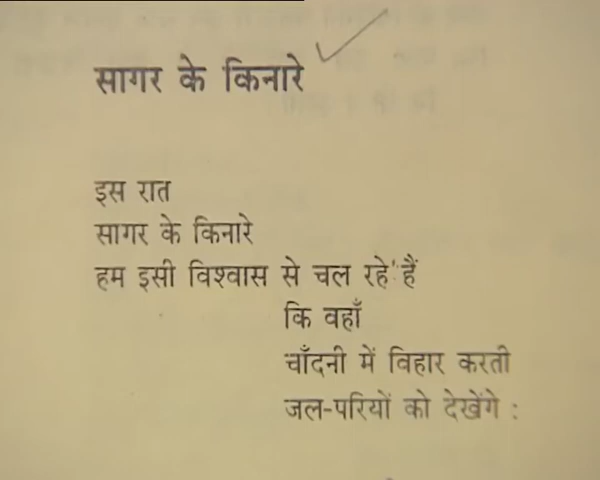 सागर के किनारे
इस रात
सागर के किनारे
हम इसी विश्वास से चल रहे हैं
कि वहाँ
चाँदनी में विहार करती
जल-परियों को देखेंगे :